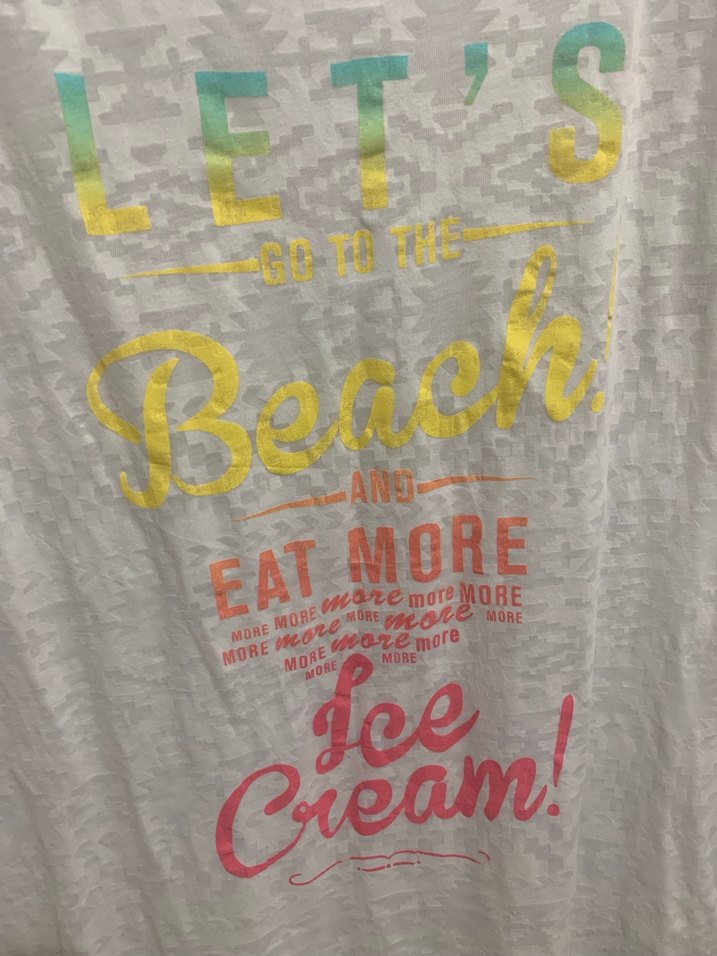 LET'S
GO TO THE
Beach!
AND
EAT MORE
MORE MORE more more MORE
MORE more MORE more MORE
MORE more more
MORE MORE
Ice
Cream!